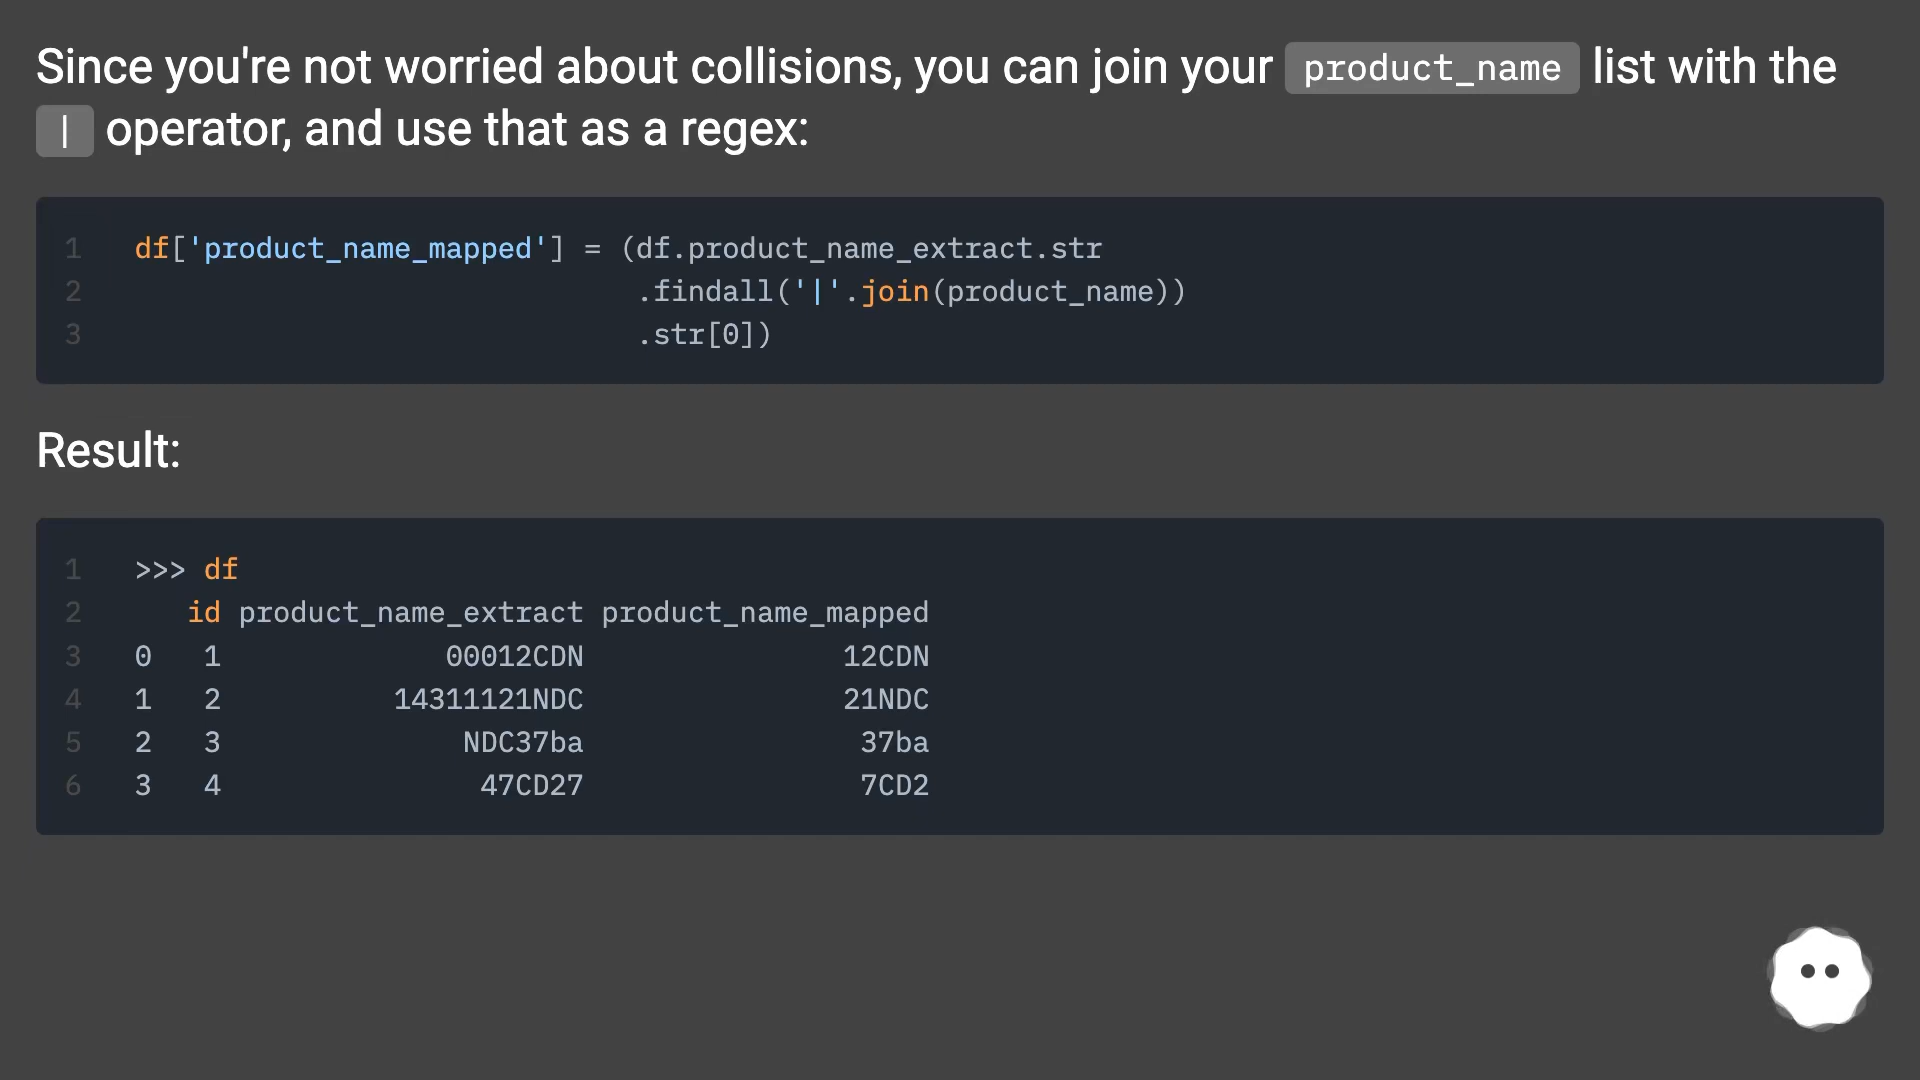 Since you're not worried about collisions, you can join your product_name list with the
| operator, and use that as a regex:
1 df['product_name_mapped'] = (df.product_name_extract.str
2 .findall('|'.join(product_name))
3 .str[0])
Result:
1 >>> df
2 id product_name_extract product_name_mapped
3 0 1 00012CDN 12CDN
4 1 2 14311121NDC 21NDC
5 2 3 NDC37ba 37ba
6 3 4 47CD27 7CD2